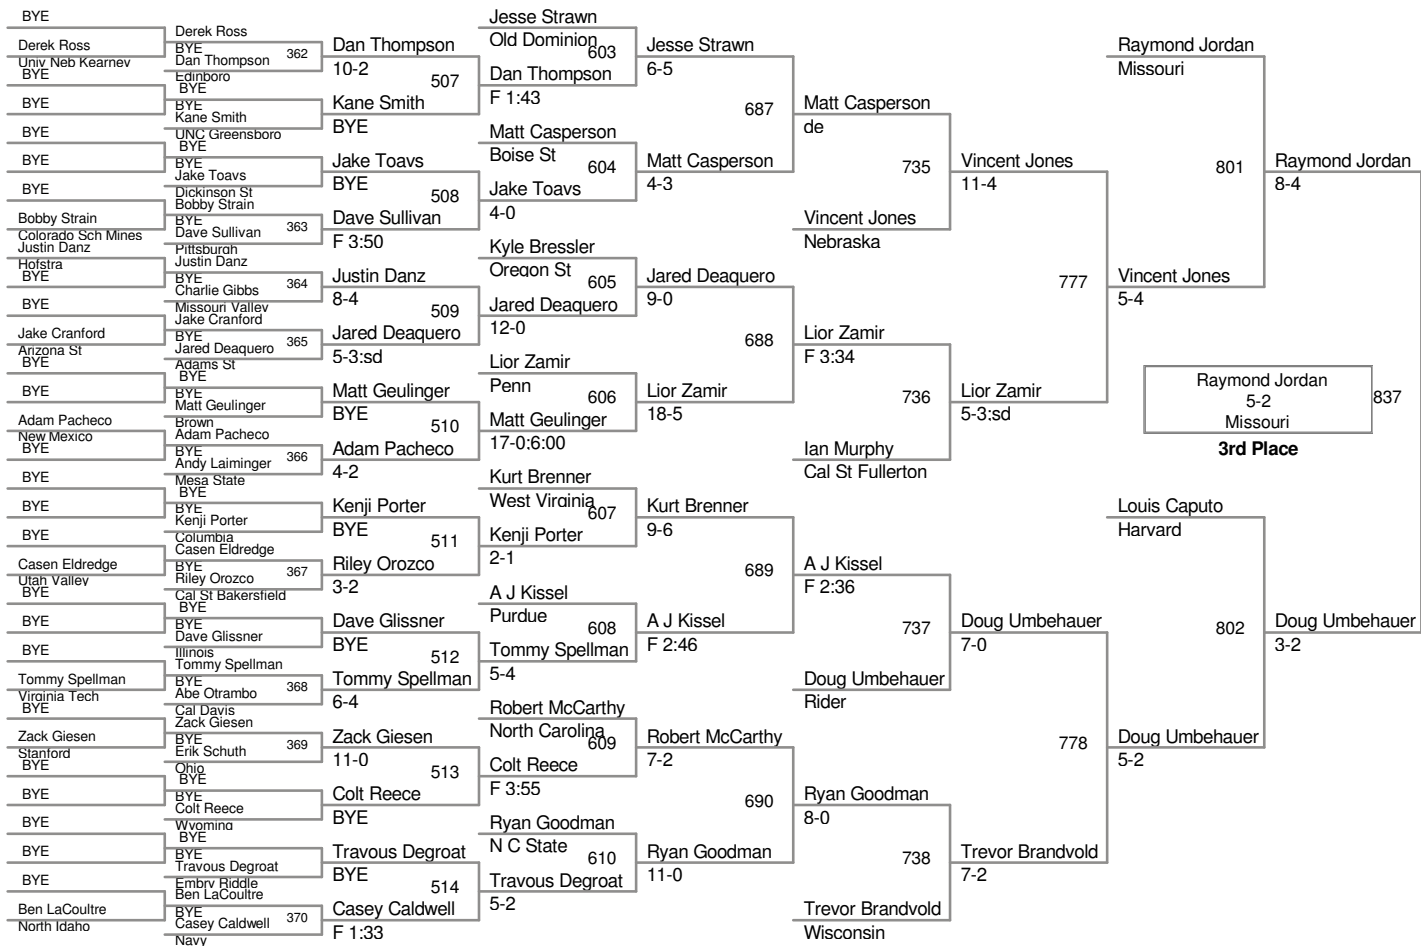 BYE
Derek Ross
Univ Neb Kearney
BYE
BYE
BYE
BYE
BYE
Bobby Strain
Colorado Sch Mines
Justin Danz
Hofstra
BYE
BYE
Jake Cranford
Arizona St
BYE
BYE
Adam Pacheco
New Mexico
BYE
BYE
BYE
BYE
Casen Eldredge
Utah Valley
BYE
BYE
BYE
Tommy Spellman
Virginia Tech
BYE
Zack Giesen
Stanford
BYE
BYE
BYE
BYE
BYE
Ben LaCoultre
North Idaho
Derek Ross
BYE
362
Dan Thompson
Edinboro
BYE
BYE
Kane Smith
UNC Greensboro
BYE
BYE
Jake Toavs
Dickinson St
Bobby Strain
BYE
363
Dave Sullivan
Pittsburgh
Justin Danz
BYE
364
Charlie Gibbs
Missouri Valley
Jake Cranford
BYE
365
Jared Deaquero
Adams St
BYE
BYE
Matt Geulinger
Brown
Adam Pacheco
BYE
366
Andy Laiminger
Mesa State
BYE
BYE
Kenji Porter
Columbia
Casen Eldredge
BYE
367
Riley Orozco
Cal St Bakersfield
BYE
BYE
Dave Glissner
Illinois
Tommy Spellman
BYE
368
Abe Otrambo
Cal Davis
Zack Giesen
BYE
369
Erik Schuth
Ohio
BYE
BYE
Colt Reece
Wyoming
BYE
BYE
Travous Degroat
Embry Riddle
Ben LaCoultre
BYE
370
Casey Caldwell
Navy
Dan Thompson
10-2
507
Kane Smith
BYE
Jake Toavs
BYE
508
Dave Sullivan
F 3:50
Justin Danz
8-4
509
Jared Deaquero
5-3:sd
Matt Geulinger
BYE
510
Adam Pacheco
4-2
Kenji Porter
BYE
511
Riley Orozco
3-2
Dave Glissner
BYE
512
Tommy Spellman
6-4
Zack Giesen
11-0
513
Colt Reece
BYE
Travous Degroat
BYE
514
Casey Caldwell
F 1:33
Jesse Strawn
Old Dominion
603
Dan Thompson
F 1:43
Matt Casperson
Boise St
604
Jake Toavs
4-0
Kyle Bressler
Oregon St
605
Jared Deaquero
12-0
Lior Zamir
Penn
606
Matt Geulinger
17-0:6:00
Kurt Brenner
West Virginia
607
Kenji Porter
2-1
A J Kissel
Purdue
608
Tommy Spellman
5-4
Robert McCarthy
North Carolina
609
Colt Reece
F 3:55
Ryan Goodman
N C State
610
Travous Degroat
5-2
Jesse Strawn
6-5
687
Matt Casperson
4-3
Jared Deaquero
9-0
688
Lior Zamir
18-5
Kurt Brenner
9-6
689
A J Kissel
F 2:46
Robert McCarthy
7-2
690
Ryan Goodman
11-0
Matt Casperson
de
735
Vincent Jones
Nebraska
Lior Zamir
F 3:34
736
Ian Murphy
Cal St Fullerton
A J Kissel
F 2:36
737
Doug Umbehauer
Rider
Ryan Goodman
8-0
738
Trevor Brandvold
Wisconsin
Vincent Jones
11-4
777
Lior Zamir
5-3:sd
Doug Umbehauer
7-0
778
Trevor Brandvold
7-2
Raymond Jordan
Missouri
801
Vincent Jones
5-4
Louis Caputo
Harvard
802
Doug Umbehauer
5-2
Raymond Jordan
8-4
Raymond Jordan
5-2
Missouri
837
3rd Place
Doug Umbehauer
3-2